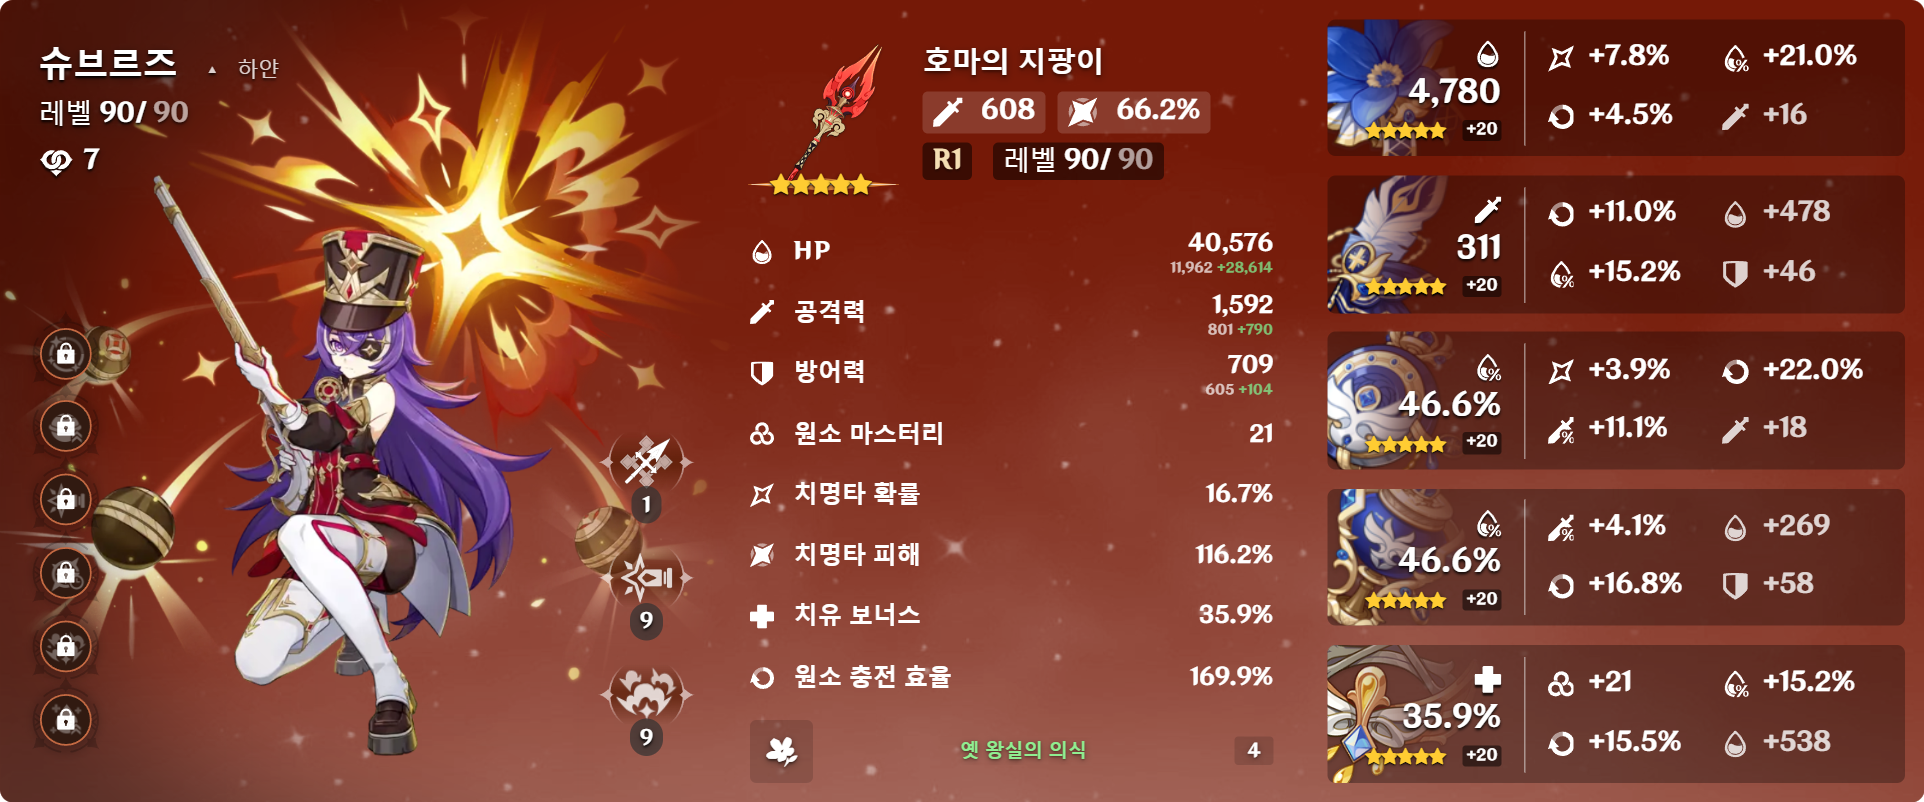 슈브르즈 ▲ 하얀
레벨 90/ 90
7
1
9
9
호마의 지팡이
608 66.2%
R1 레벨 90/ 90
HP 40,576
11,962 +28,614
공격력 1,592
801 +790
방어력 709
605 +104
원소 마스터리 21
치명타 확률 16.7%
치명타 피해 116.2%
치유 보너스 35.9%
원소 충전 효율 169.9%
옛 왕실의 의식 4
4,780
+20
+7.8% +21.0%
+4.5% +16
311
+20
+11.0% +478
+15.2% +46
46.6%
+20
+3.9% +22.0%
+11.1% +18
46.6%
+20
+4.1% +269
+16.8% +58
35.9%
+20
+21 +15.2%
+15.5% +538